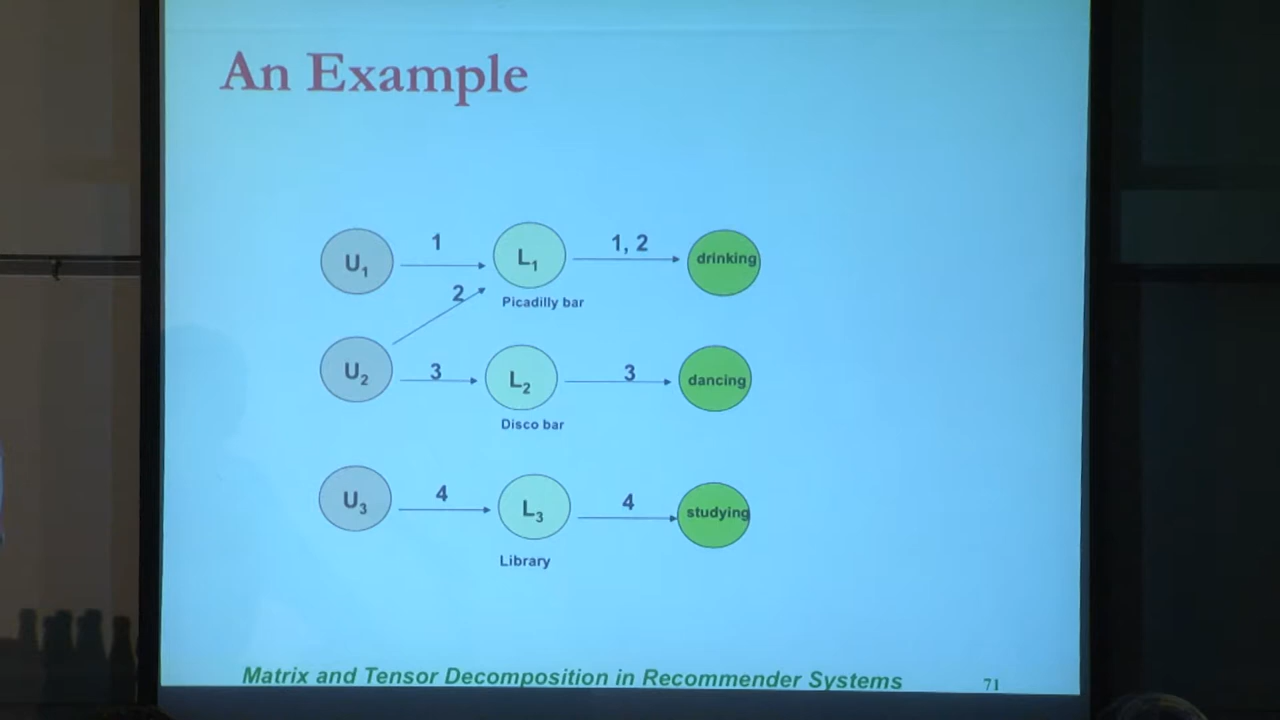 An Example
U1 1 L1 1, 2 drinking
2
Picadilly bar
U2 3 L2 3 dancing
Disco bar
U3 4 L3 4 studying
Library
Matrix and Tensor Decomposition in Recommender Systems 71